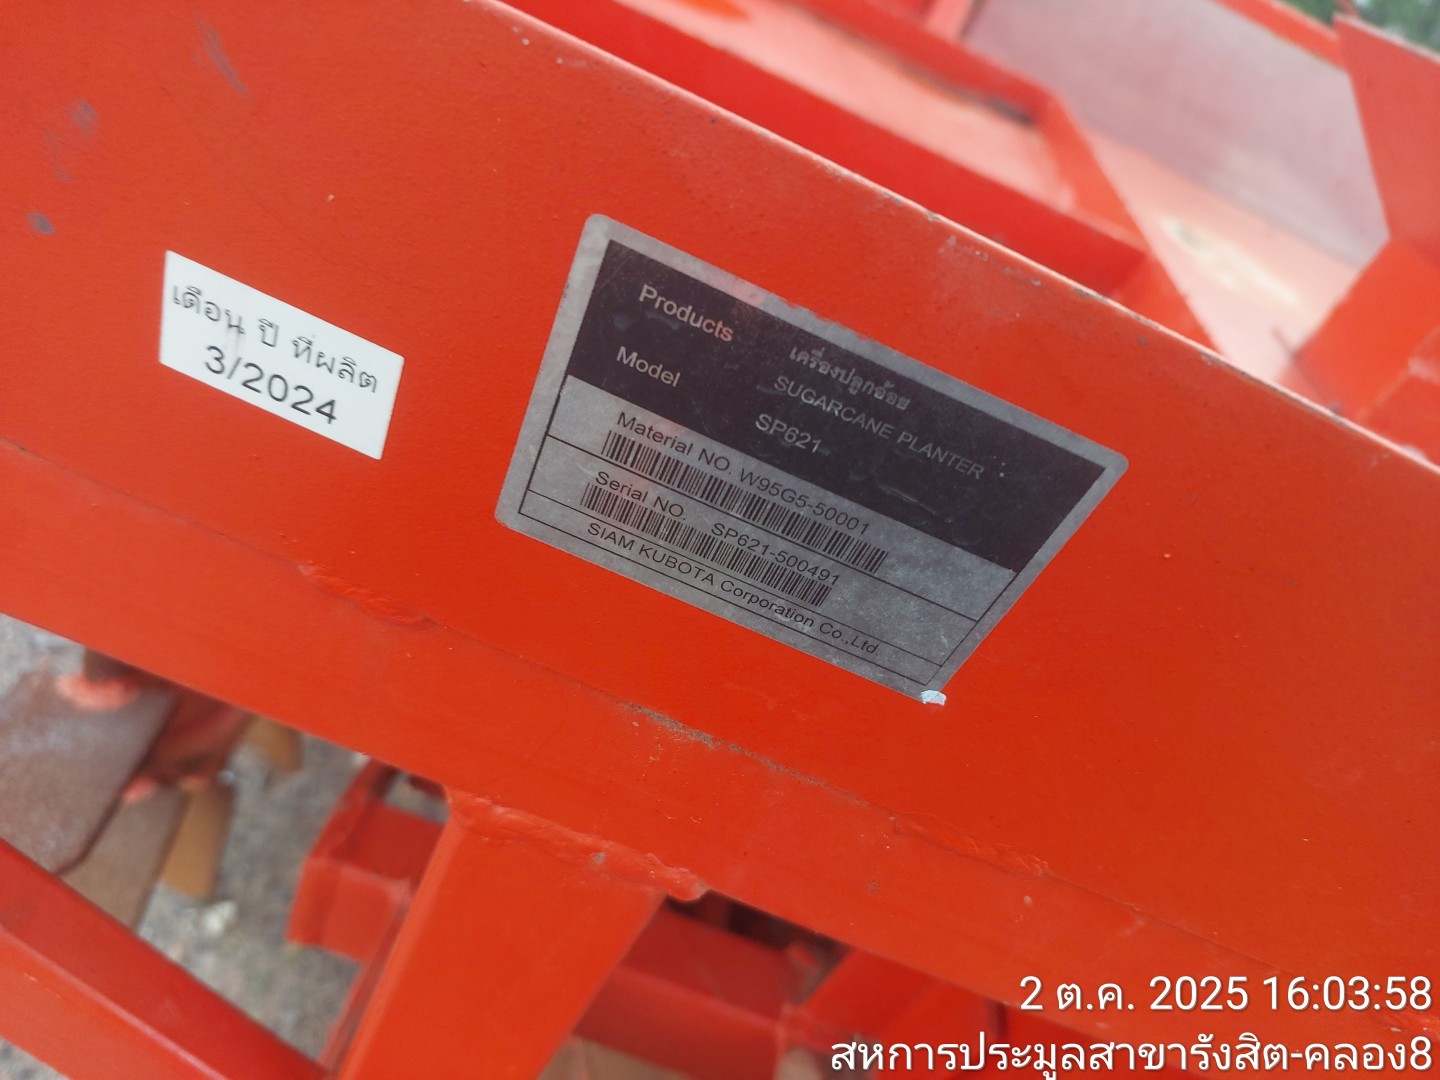 เดือน ปี ที่ผลิต
3/2024
Products เครื่องปลูกอ้อย
SUGARCANE PLANTER
Model SP621
Material NO. W95G5-50001
Serial NO. SP621-500491
SIAM KUBOTA Corporation Co.,Ltd.
2 ต.ค. 2025 16:03:58
สหการประมูลสาขารังสิต-คลอง8